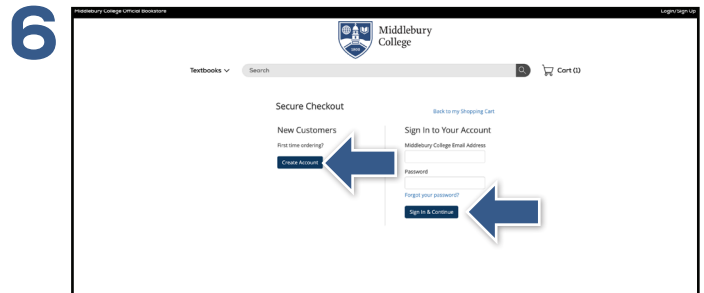 6
Middlebury College Official Bookstore
Login/Sign Up
1800
Middlebury
College
Textbooks
Search
Cart (1)
Secure Checkout
Back to my Shopping Cart
New Customers
First time ordering?
Create Account
Sign In to Your Account
Middlebury College Email Address
Password
Forgot your password?
Sign In & Continue